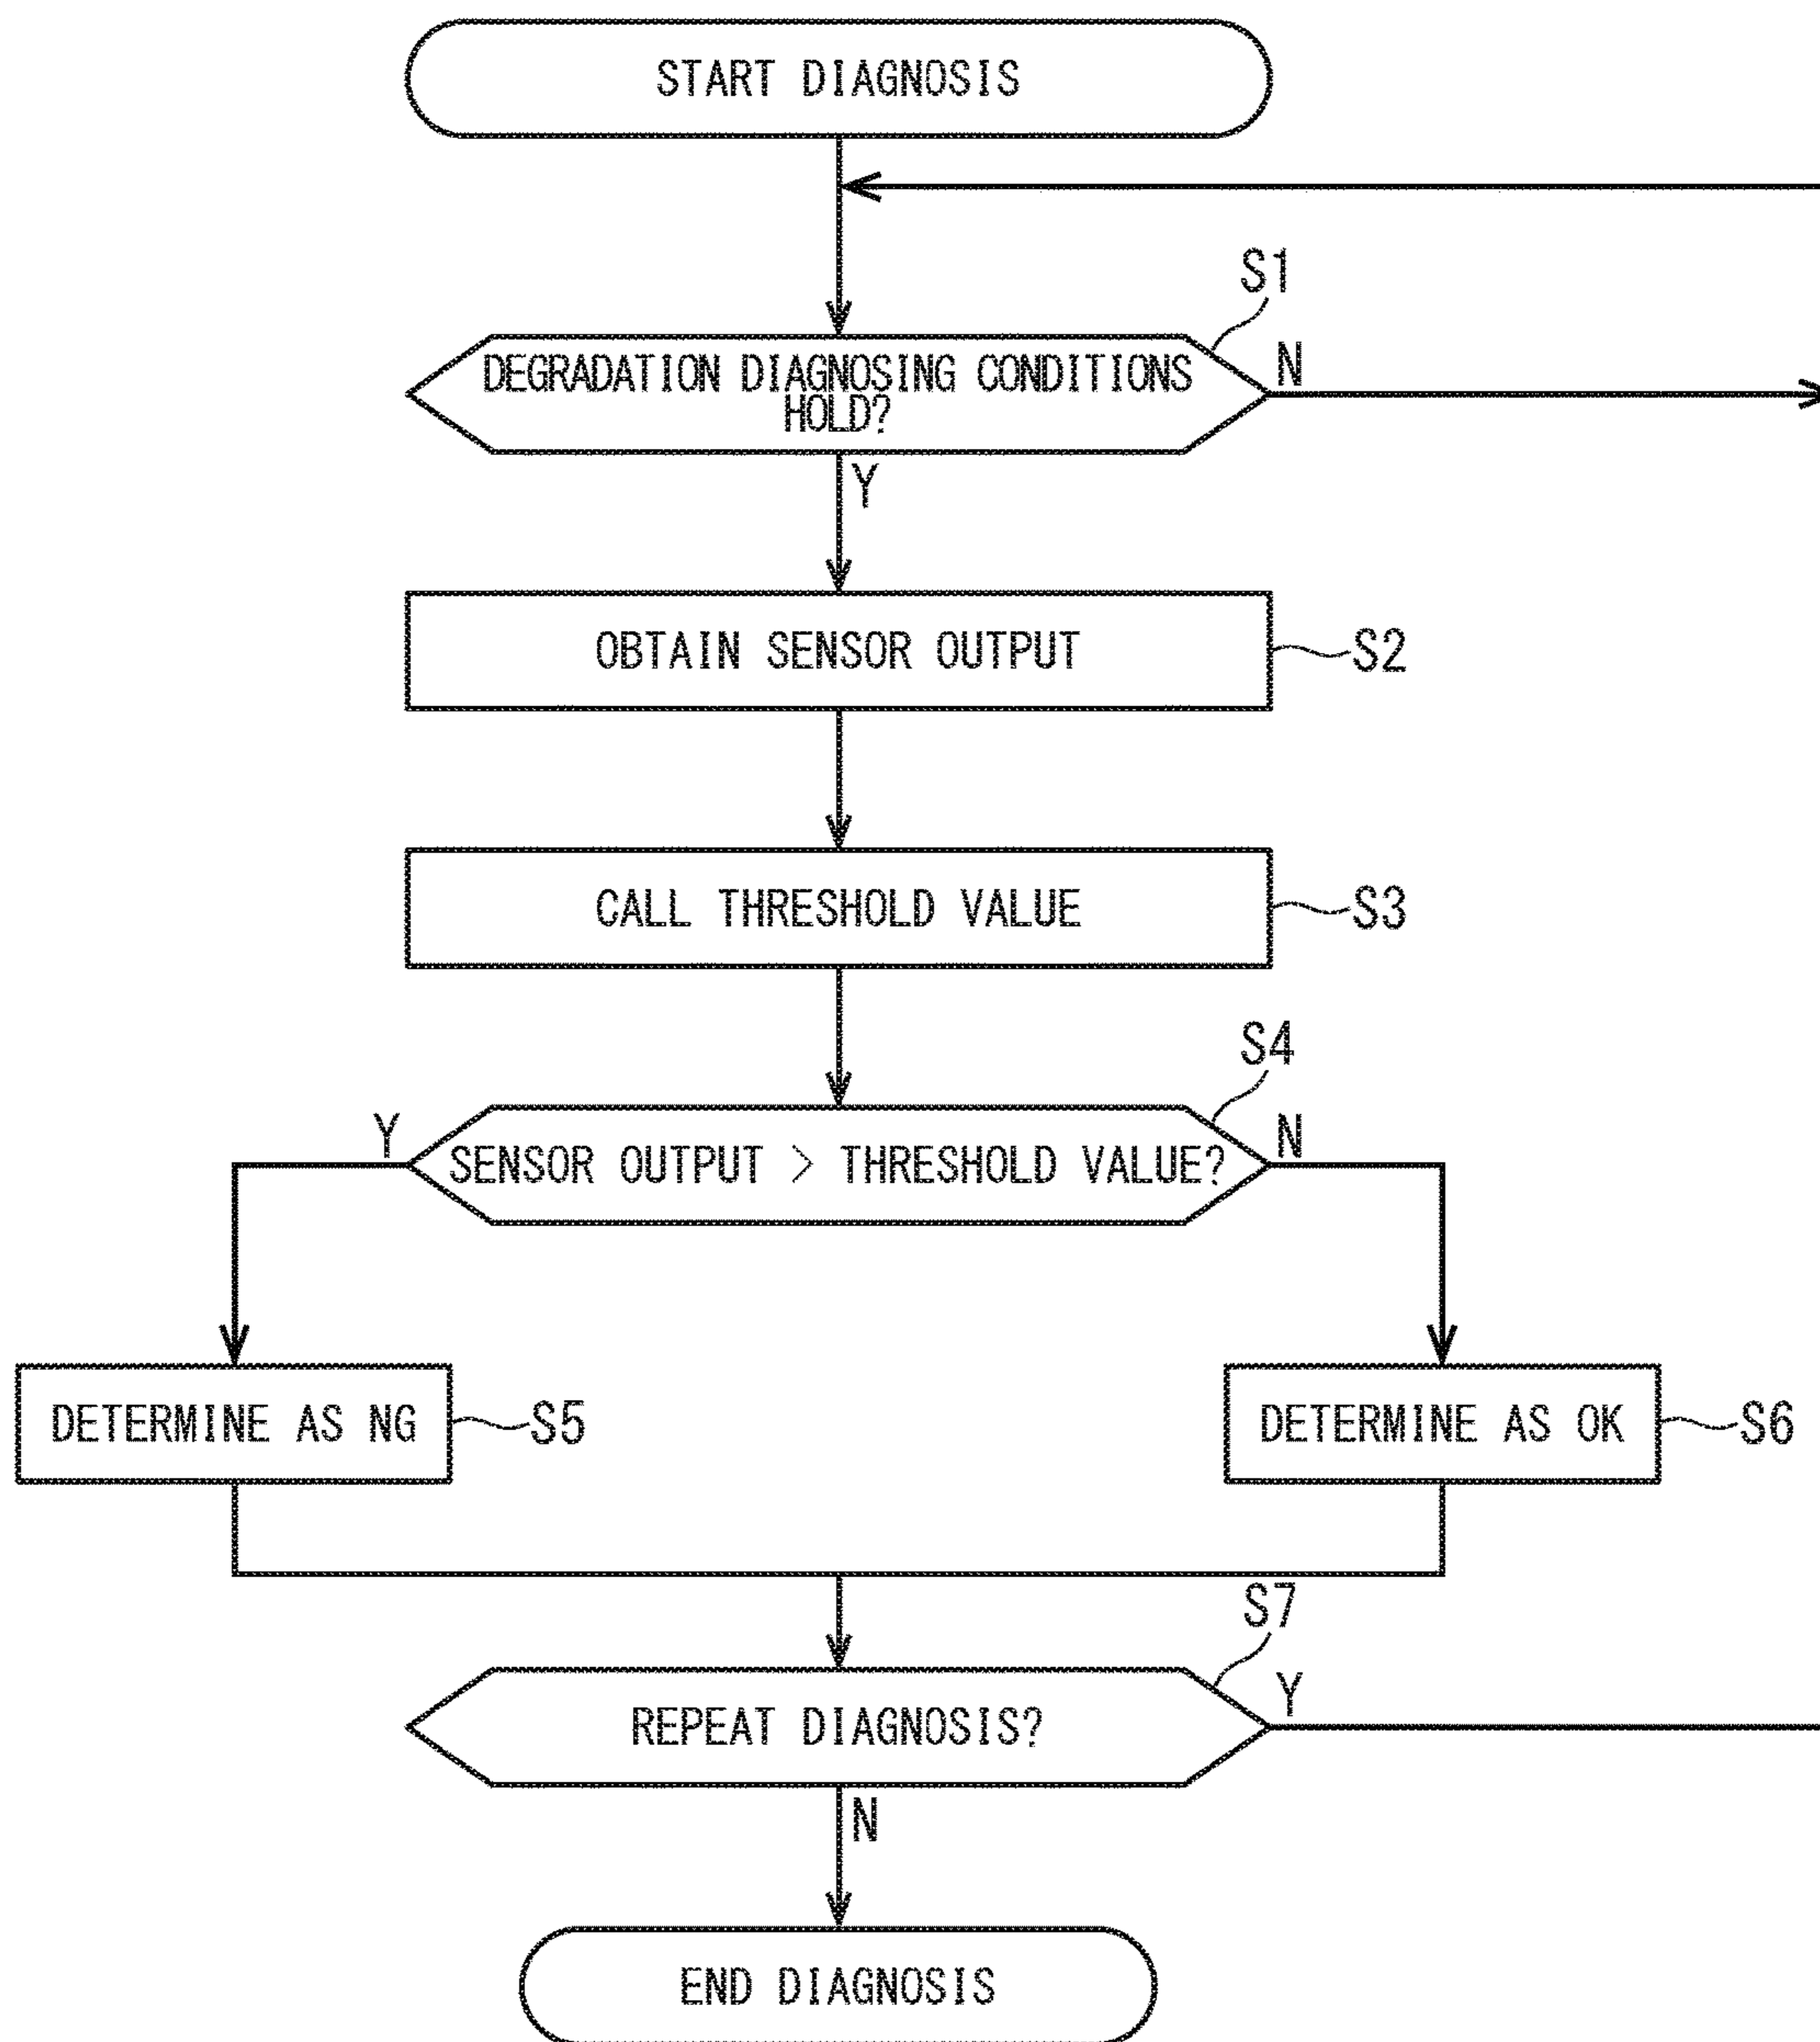 START DIAGNOSIS
S1
DEGRADATION DIAGNOSING CONDITIONS
HOLD?
N
Y
OBTAIN SENSOR OUTPUT
S2
CALL THRESHOLD VALUE
S3
S4
Y
SENSOR OUTPUT > THRESHOLD VALUE?
N
DETERMINE AS NG
S5
DETERMINE AS OK
S6
S7
REPEAT DIAGNOSIS?
Y
N
END DIAGNOSIS